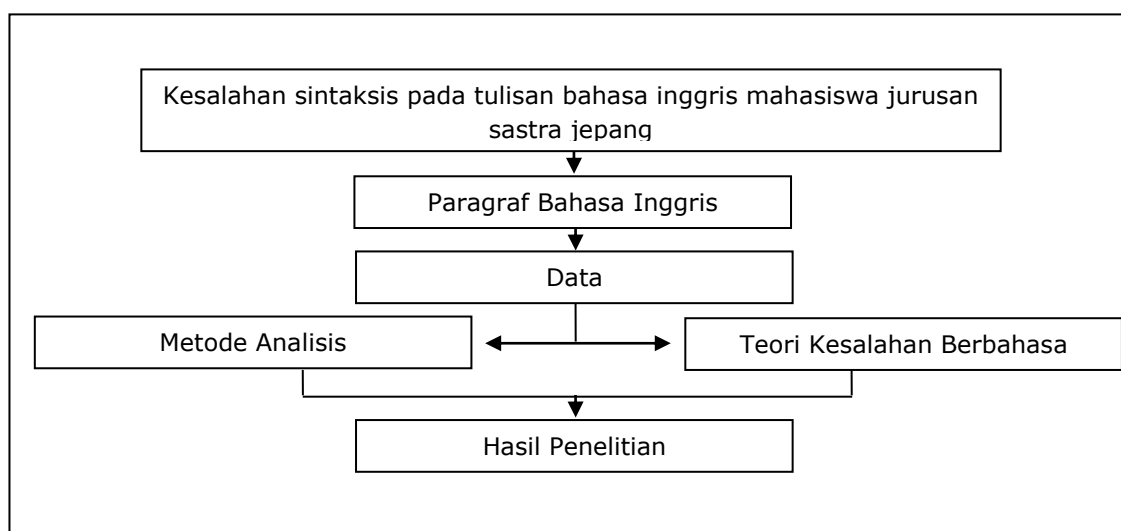 Kesalahan sintaksis pada tulisan bahasa inggris mahasiswa jurusan
sastra jepang
Paragraf Bahasa Inggris
Data
Metode Analisis
Teori Kesalahan Berbahasa
Hasil Penelitian